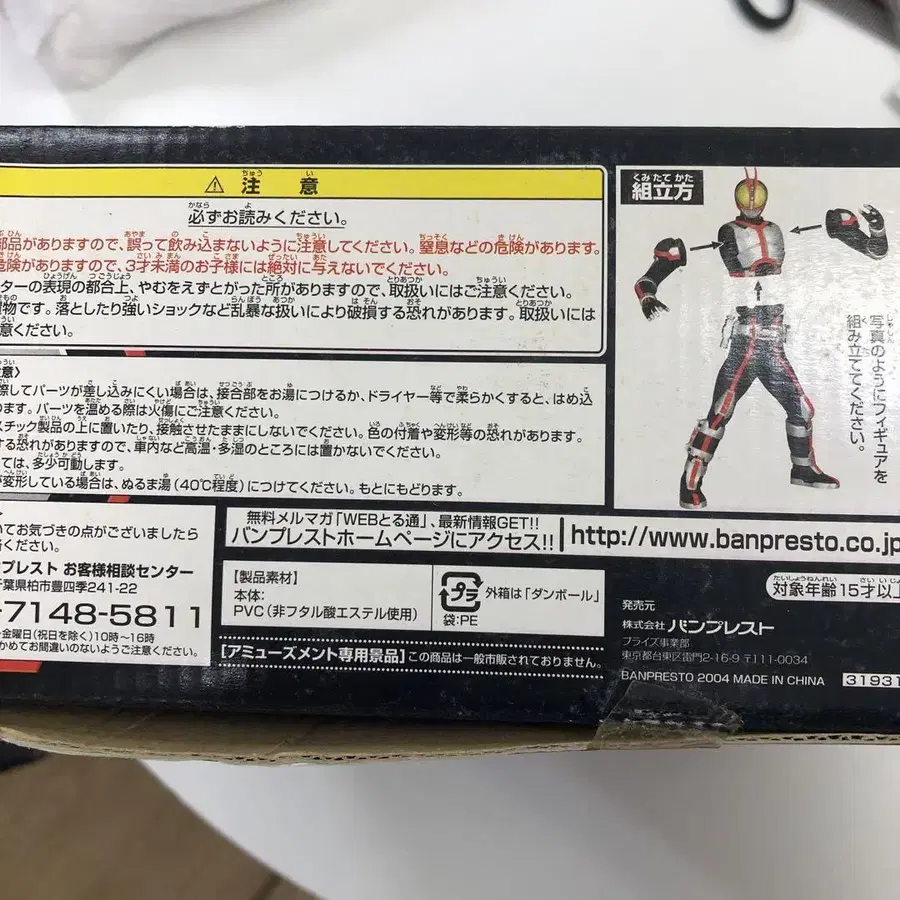 ⚠ 注意
必ずお読みください。
部品がありますので、誤って飲み込まないように注意してください。窒息などの危険があります。
危険がありますので、3才未満のお子様には絶対に与えないでください。
ターの表現の都合上、やむをえずとがった所がありますので、取扱いにはご注意ください。
物です。落としたり強いショックなど乱暴な扱いにより破損する恐れがあります。取扱いには
意ください。
意〉
際してパーツが差し込みにくい場合は、接合部をお湯につけるか、ドライヤー等で柔らかくすると、はめ込
ます。パーツを温める際は火傷にご注意ください。
スチック製品の上に置いたり、接触させたままにしないでください。色の付着や変形等の恐れがあります。
する恐れがありますので、車内など高温・多湿のところには置かないでください。
ては、多少可動します。
が変形している場合は、ぬるま湯(40℃程度)につけてください。もとにもどります。
いてお気づきの点がございましたら
ください。
ンプレスト お客様相談センター
千葉県柏市豊四季241-22
-7148-5811
金曜日(祝日を除く)10時〜16時
かめてお間違いのないようご注意ください。
無料メルマガ「WEBとる通」、最新情報GET!!
バンプレストホームページにアクセス!!
http://www.banpresto.co.jp
【製品素材】
本体:
PVC(非フタル酸エステル使用)
プラ
袋:PE
外箱は「ダンボール」
[アミューズメント専用景品]この商品は一般市販されておりません。
組立方
くみたてかた
写真のようにフィギュアを
組み立ててください。
対象年齢15才以上
発売元
株式会社 バンプレスト
プライズ事業部
東京都台東区雷門2-16-9 〒111-0034
BANPRESTO 2004 MADE IN CHINA
31931